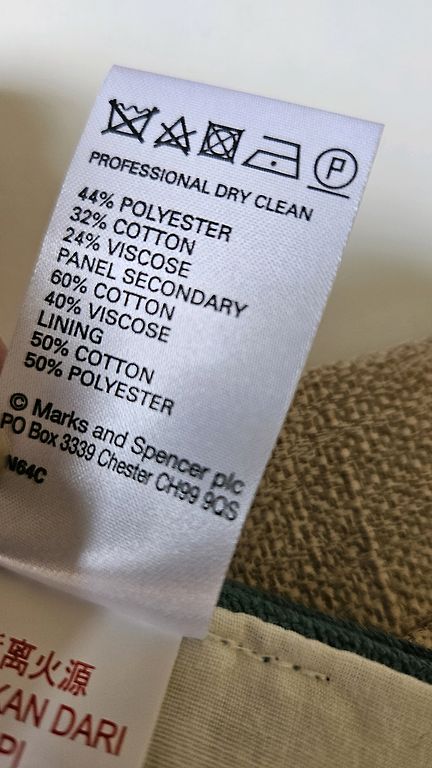 P
PROFESSIONAL DRY CLEAN
44% POLYESTER
32% COTTON
24% VISCOSE
PANEL SECONDARY
60% COTTON
40% VISCOSE
LINING
50% COTTON
50% POLYESTER
© Marks and Spencer plc
PO Box 3339 Chester CH99 9QS
N64C
离火源
KAN DARI
API